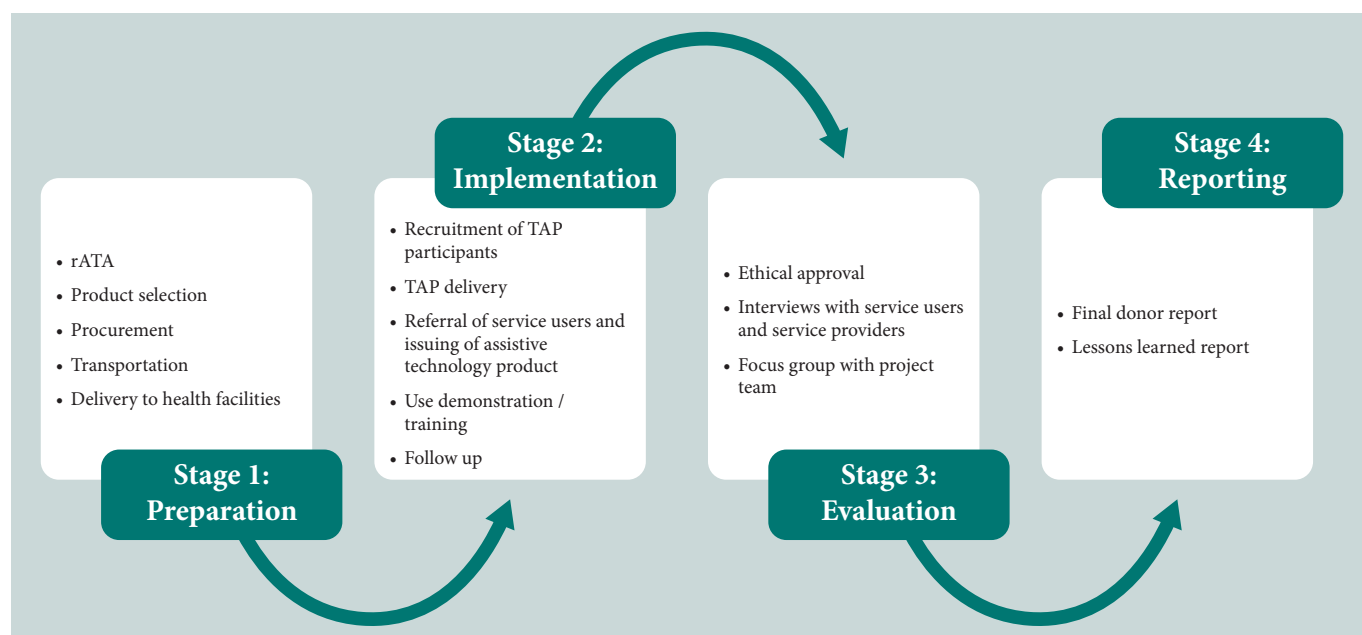 • rATA
• Product selection
• Procurement
• Transportation
• Delivery to health facilities
Stage 1:
Preparation
Stage 2:
Implementation
• Recruitment of TAP
participants
• TAP delivery
• Referral of service users and
issuing of assistive
technology product
• Use demonstration /
training
• Follow up
• Ethical approval
• Interviews with service users
and service providers
• Focus group with project
team
Stage 3:
Evaluation
Stage 4:
Reporting
• Final donor report
• Lessons learned report